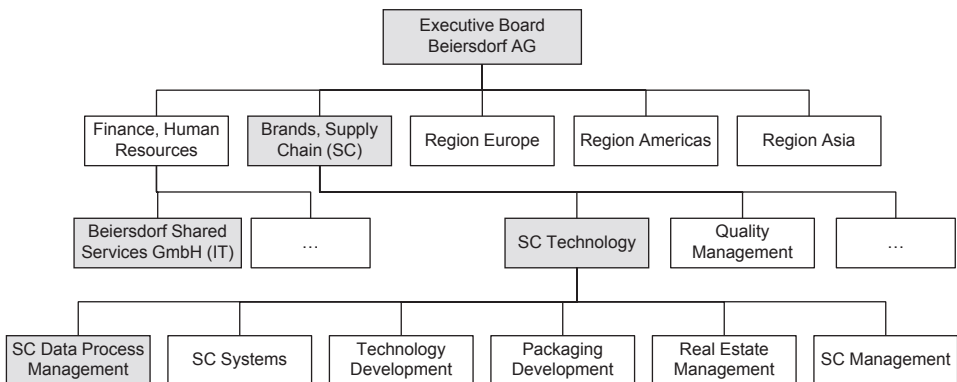 Executive Board
Beiersdorf AG
Finance, Human
Resources
Brands, Supply
Chain (SC)
Region Europe
Region Americas
Region Asia
Beiersdorf Shared
Services GmbH (IT)
…
SC Technology
Quality
Management
…
SC Data Process
Management
SC Systems
Technology
Development
Packaging
Development
Real Estate
Management
SC Management